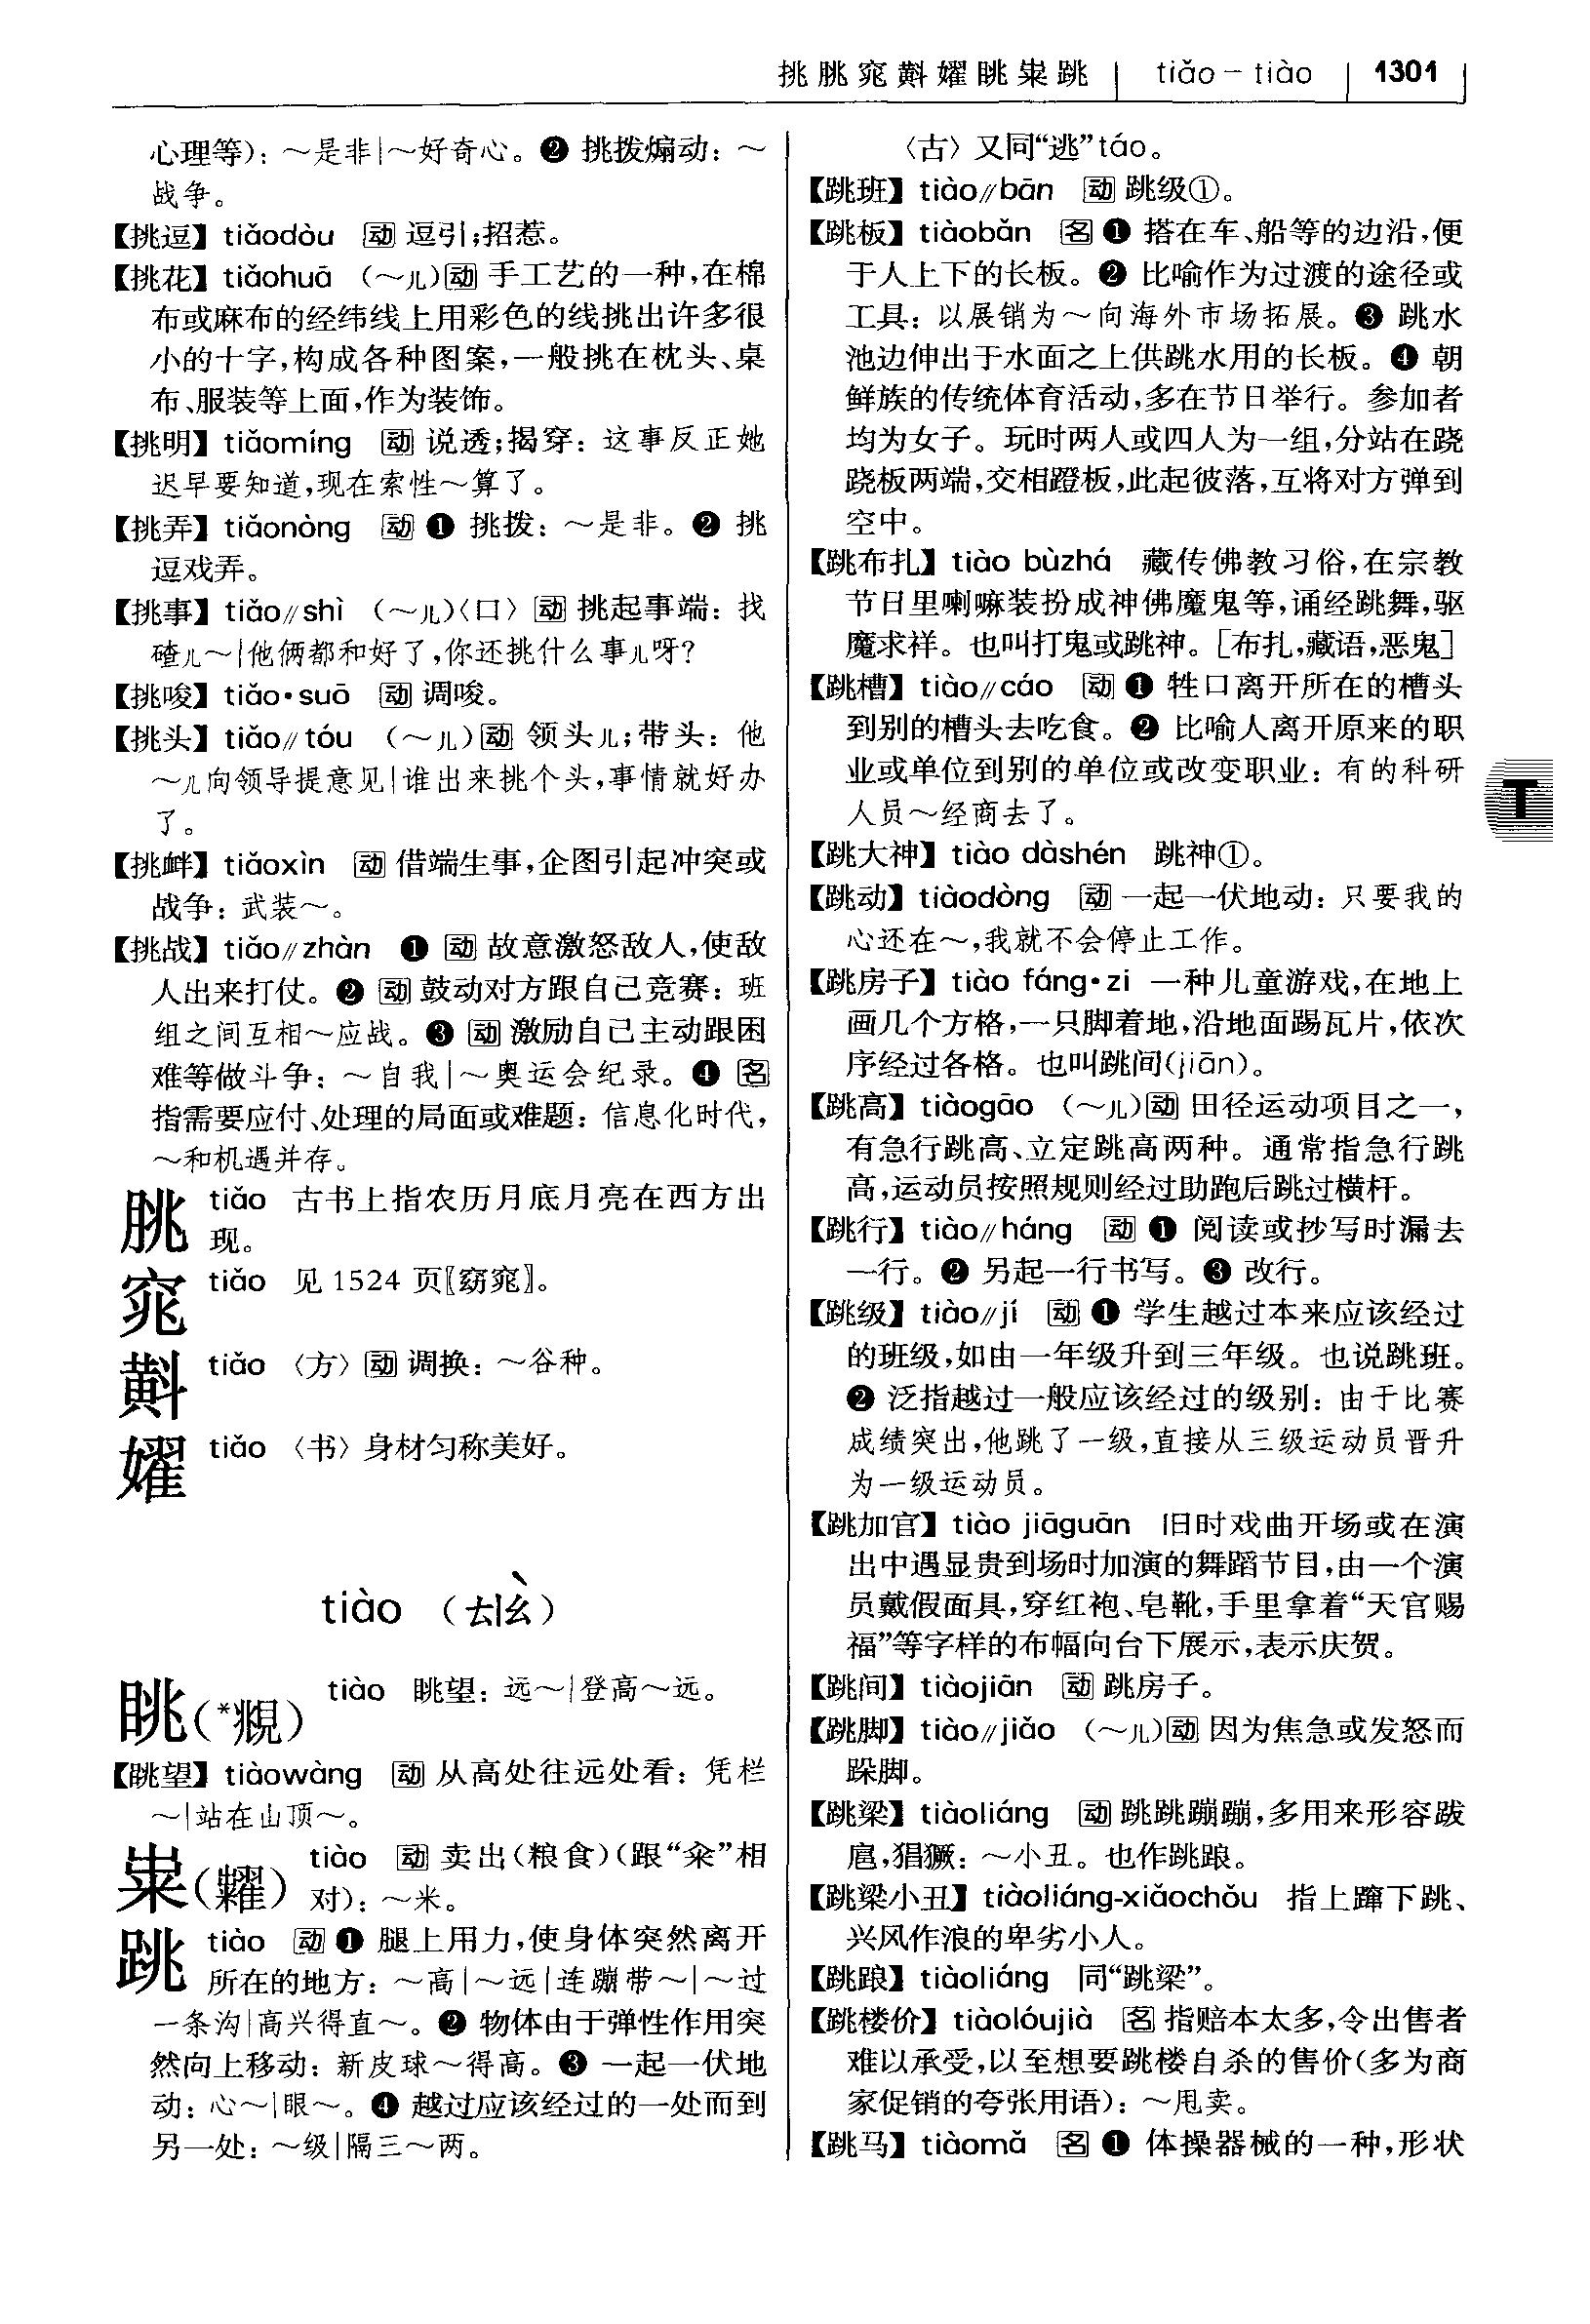 挑脁窕斢嬥眺粜跳 tiǎo－tiào 1301
心理等)：～是非|～好奇心。❷ 挑拨煽动：～
战争。
【挑逗】 tiǎodòu 动 逗引；招惹。
【挑花】 tiǎohuā （～儿）动 手工艺的一种，在棉
布或麻布的经纬线上用彩色的线挑出许多很
小的十字，构成各种图案，一般挑在枕头、桌
布、服装等上面，作为装饰。
【挑明】 tiǎomíng 动 说透；揭穿：这事反正她
迟早要知道，现在索性～算了。
【挑弄】 tiǎonòng 动 ❶ 挑拨：～是非。❷ 挑
逗戏弄。
【挑事】 tiǎo//shì （～儿）〈口〉动 挑起事端：找
碴儿～|他俩都和好了，你还挑什么事儿呀？
【挑唆】 tiǎo·suō 动 调唆。
【挑头】 tiǎo//tóu （～儿）动 领头儿；带头：他
～儿向领导提意见|谁出来挑个头，事情就好办
了。
【挑衅】 tiǎoxìn 动 借端生事，企图引起冲突或
战争：武装～。
【挑战】 tiǎo//zhàn ❶ 动 故意激怒敌人，使敌
人出来打仗。❷ 动 鼓动对方跟自己竞赛：班
组之间互相～应战。❸ 动 激励自己主动跟困
难等做斗争：～自我|～奥运会纪录。❹ 名
指需要应付、处理的局面或难题：信息化时代，
～和机遇并存。
脁 tiǎo 古书上指农历月底月亮在西方出
现。
窕 tiǎo 见 1524 页〖窈窕〗。
斢 tiǎo 〈方〉动 调换：～谷种。
嬥 tiǎo 〈书〉身材匀称美好。
tiào （ㄊㄧㄠˋ）
眺（*覜） tiào 眺望：远～|登高～远。
【眺望】 tiàowàng 动 从高处往远处看：凭栏
～|站在山顶～。
粜（糶） tiào 动 卖出（粮食）（跟“籴”相
对）：～米。
跳 tiào 动 ❶ 腿上用力，使身体突然离开
所在的地方：～高|～远|连蹦带～|～过
一条沟|高兴得直～。❷ 物体由于弹性作用突
然向上移动：新皮球～得高。❸ 一起一伏地
动：心～|眼～。❹ 越过应该经过的一处而到
另一处：～级|隔三～两。
〈古〉又同“逃”táo。
【跳班】 tiào//bān 动 跳级①。
【跳板】 tiàobǎn 名 ❶ 搭在车、船等的边沿，便
于人上下的长板。❷ 比喻作为过渡的途径或
工具：以展销为～向海外市场拓展。❸ 跳水
池边伸出于水面之上供跳水用的长板。❹ 朝
鲜族的传统体育活动，多在节日举行。参加者
均为女子。玩时两人或四人为一组，分站在跷
跷板两端，交相蹬板，此起彼落，互将对方弹到
空中。
【跳布扎】 tiào bùzhá 藏传佛教习俗，在宗教
节日里喇嘛装扮成神佛魔鬼等，诵经跳舞，驱
魔求祥。也叫打鬼或跳神。[布扎，藏语，恶鬼]
【跳槽】 tiào//cáo 动 ❶ 牲口离开所在的槽头
到别的槽头去吃食。❷ 比喻人离开原来的职
业或单位到别的单位或改变职业：有的科研
人员～经商去了。
【跳大神】 tiào dàshén 跳神①。
【跳动】 tiàodòng 动 一起一伏地动：只要我的
心还在～，我就不会停止工作。
【跳房子】 tiào fáng·zi 一种儿童游戏，在地上
画几个方格，一只脚着地，沿地面踢瓦片，依次
序经过各格。也叫跳间(jiān)。
【跳高】 tiàogāo （～儿）动 田径运动项目之一，
有急行跳高、立定跳高两种。通常指急行跳
高，运动员按照规则经过助跑后跳过横杆。
【跳行】 tiào//háng 动 ❶ 阅读或抄写时漏去
一行。❷ 另起一行书写。❸ 改行。
【跳级】 tiào//jí 动 ❶ 学生越过本来应该经过
的班级，如由一年级升到三年级。也说跳班。
❷ 泛指越过一般应该经过的级别：由于比赛
成绩突出，他跳了一级，直接从三级运动员晋升
为一级运动员。
【跳加官】 tiào jiāguān 旧时戏曲开场或在演
出中遇显贵到场时加演的舞蹈节目，由一个演
员戴假面具，穿红袍、皂靴，手里拿着“天官赐
福”等字样的布幅向台下展示，表示庆贺。
【跳间】 tiàojiān 动 跳房子。
【跳脚】 tiào//jiǎo （～儿）动 因为焦急或发怒而
跺脚。
【跳梁】 tiàoliáng 动 跳跳蹦蹦，多用来形容跋
扈，猖獗：～小丑。也作跳踉。
【跳梁小丑】 tiàoliáng-xiǎochǒu 指上蹿下跳、
兴风作浪的卑劣小人。
【跳踉】 tiàoliáng 同“跳梁”。
【跳楼价】 tiàolóujià 名 指赔本太多，令出售者
难以承受，以至想要跳楼自杀的售价（多为商
家促销的夸张用语）：～甩卖。
【跳马】 tiàomǎ 名 ❶ 体操器械的一种，形状
T